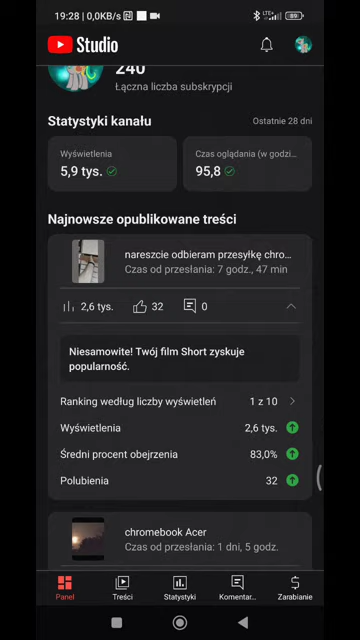 19:28 | 0,0KB/s
LTE+
89
Studio
240
Łączna liczba subskrypcji
Statystyki kanału
Ostatnie 28 dni
Wyświetlenia
Czas oglądania (w godzi...
5,9 tys.
95,8
Najnowsze opublikowane treści
nareszcie odbieram przesyłkę chro...
Czas od przesłania: 7 godz., 47 min
2,6 tys.
32
0
Niesamowite! Twój film Short zyskuje
popularność.
Ranking według liczby wyświetleń
1 z 10
Wyświetlenia
2,6 tys.
Średni procent obejrzenia
83,0%
Polubienia
32
chromebook Acer
Czas od przesłania: 1 dni, 5 godz.
Panel
Treści
Statystyki
Komentar...
Zarabianie